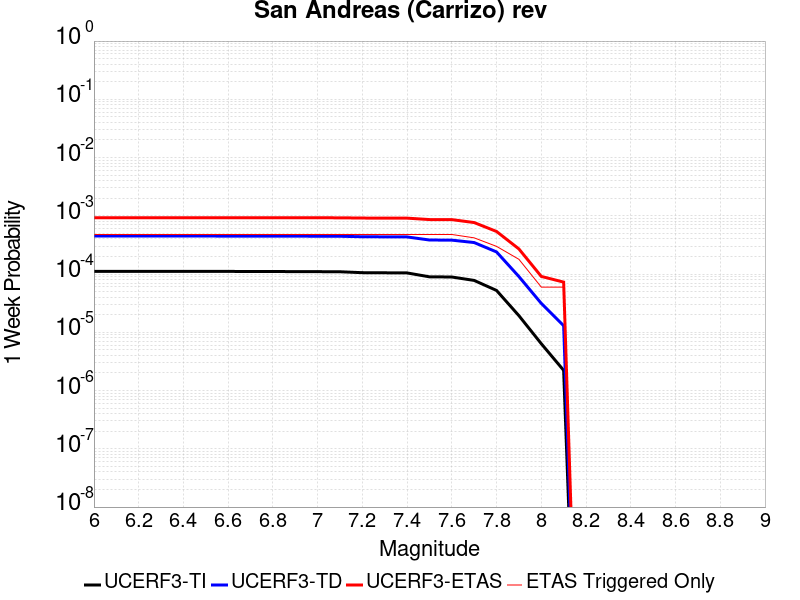 San Andreas (Carrizo) rev
1 Week Probability
10^0
10^-1
10^-2
10^-3
10^-4
10^-5
10^-6
10^-7
10^-8
6 6.2 6.4 6.6 6.8 7 7.2 7.4 7.6 7.8 8 8.2 8.4 8.6 8.8 9
Magnitude
UCERF3-TI UCERF3-TD UCERF3-ETAS ETAS Triggered Only